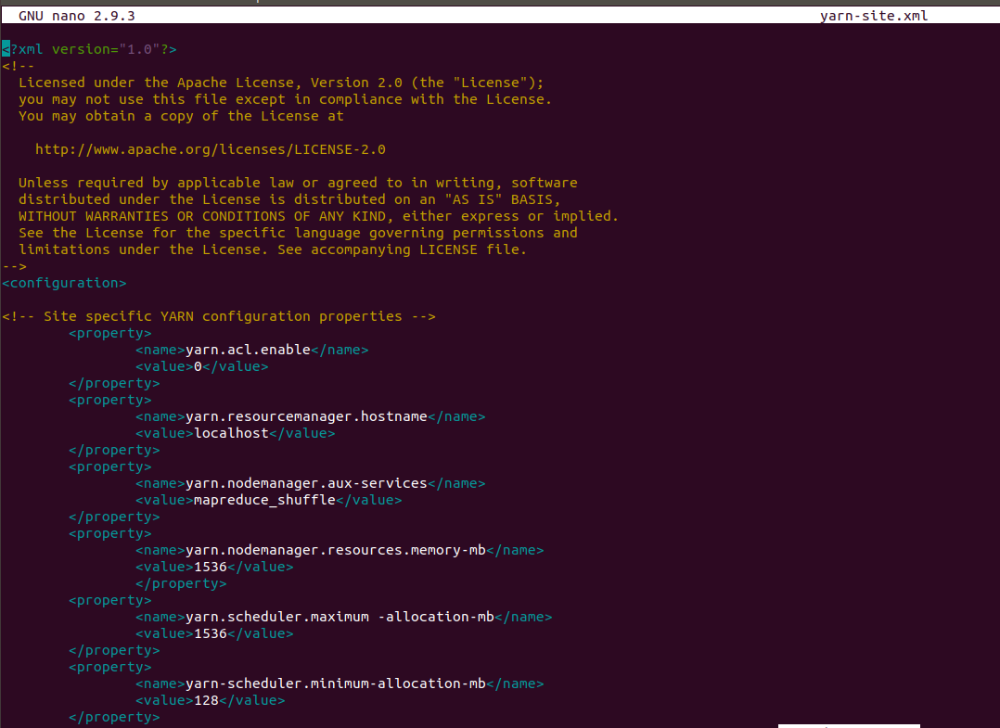 GNU nano 2.9.3 yarn-site.xml
<?xml version="1.0"?>
<!--
Licensed under the Apache License, Version 2.0 (the "License");
you may not use this file except in compliance with the License.
You may obtain a copy of the License at
http://www.apache.org/licenses/LICENSE-2.0
Unless required by applicable law or agreed to in writing, software
distributed under the License is distributed on an "AS IS" BASIS,
WITHOUT WARRANTIES OR CONDITIONS OF ANY KIND, either express or implied.
See the License for the specific language governing permissions and
limitations under the License. See accompanying LICENSE file.
-->
<configuration>
<!-- Site specific YARN configuration properties -->
<property>
<name>yarn.acl.enable</name>
<value>0</value>
</property>
<property>
<name>yarn.resourcemanager.hostname</name>
<value>localhost</value>
</property>
<property>
<name>yarn.nodemanager.aux-services</name>
<value>mapreduce_shuffle</value>
</property>
<property>
<name>yarn.nodemanager.resources.memory-mb</name>
<value>1536</value>
</property>
<property>
<name>yarn.scheduler.maximum -allocation-mb</name>
<value>1536</value>
</property>
<property>
<name>yarn-scheduler.minimum-allocation-mb</name>
<value>128</value>
</property>